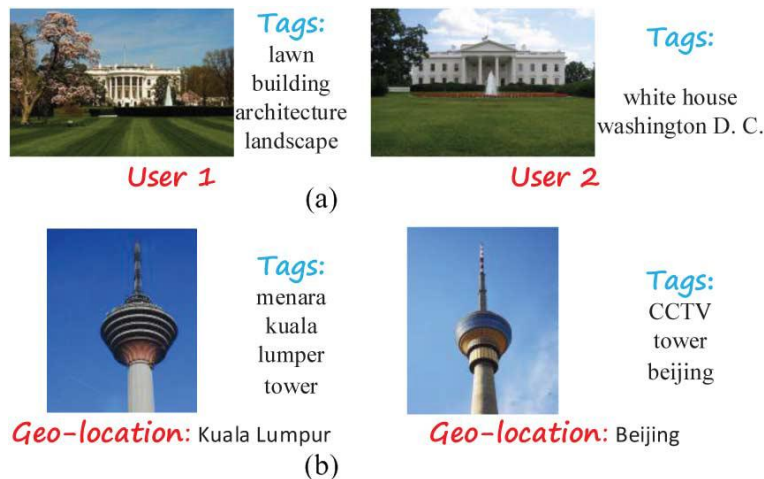 Tags:
lawn
building
architecture
landscape
User 1
Tags:
white house
washington D. C.
User 2
(a)
Tags:
menara
kuala
lumper
tower
Geo-location: Kuala Lumpur
Tags:
CCTV
tower
beijing
Geo-location: Beijing
(b)